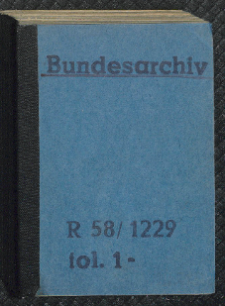 Bundesarchiv
R 58/ 1229
fol. 1-